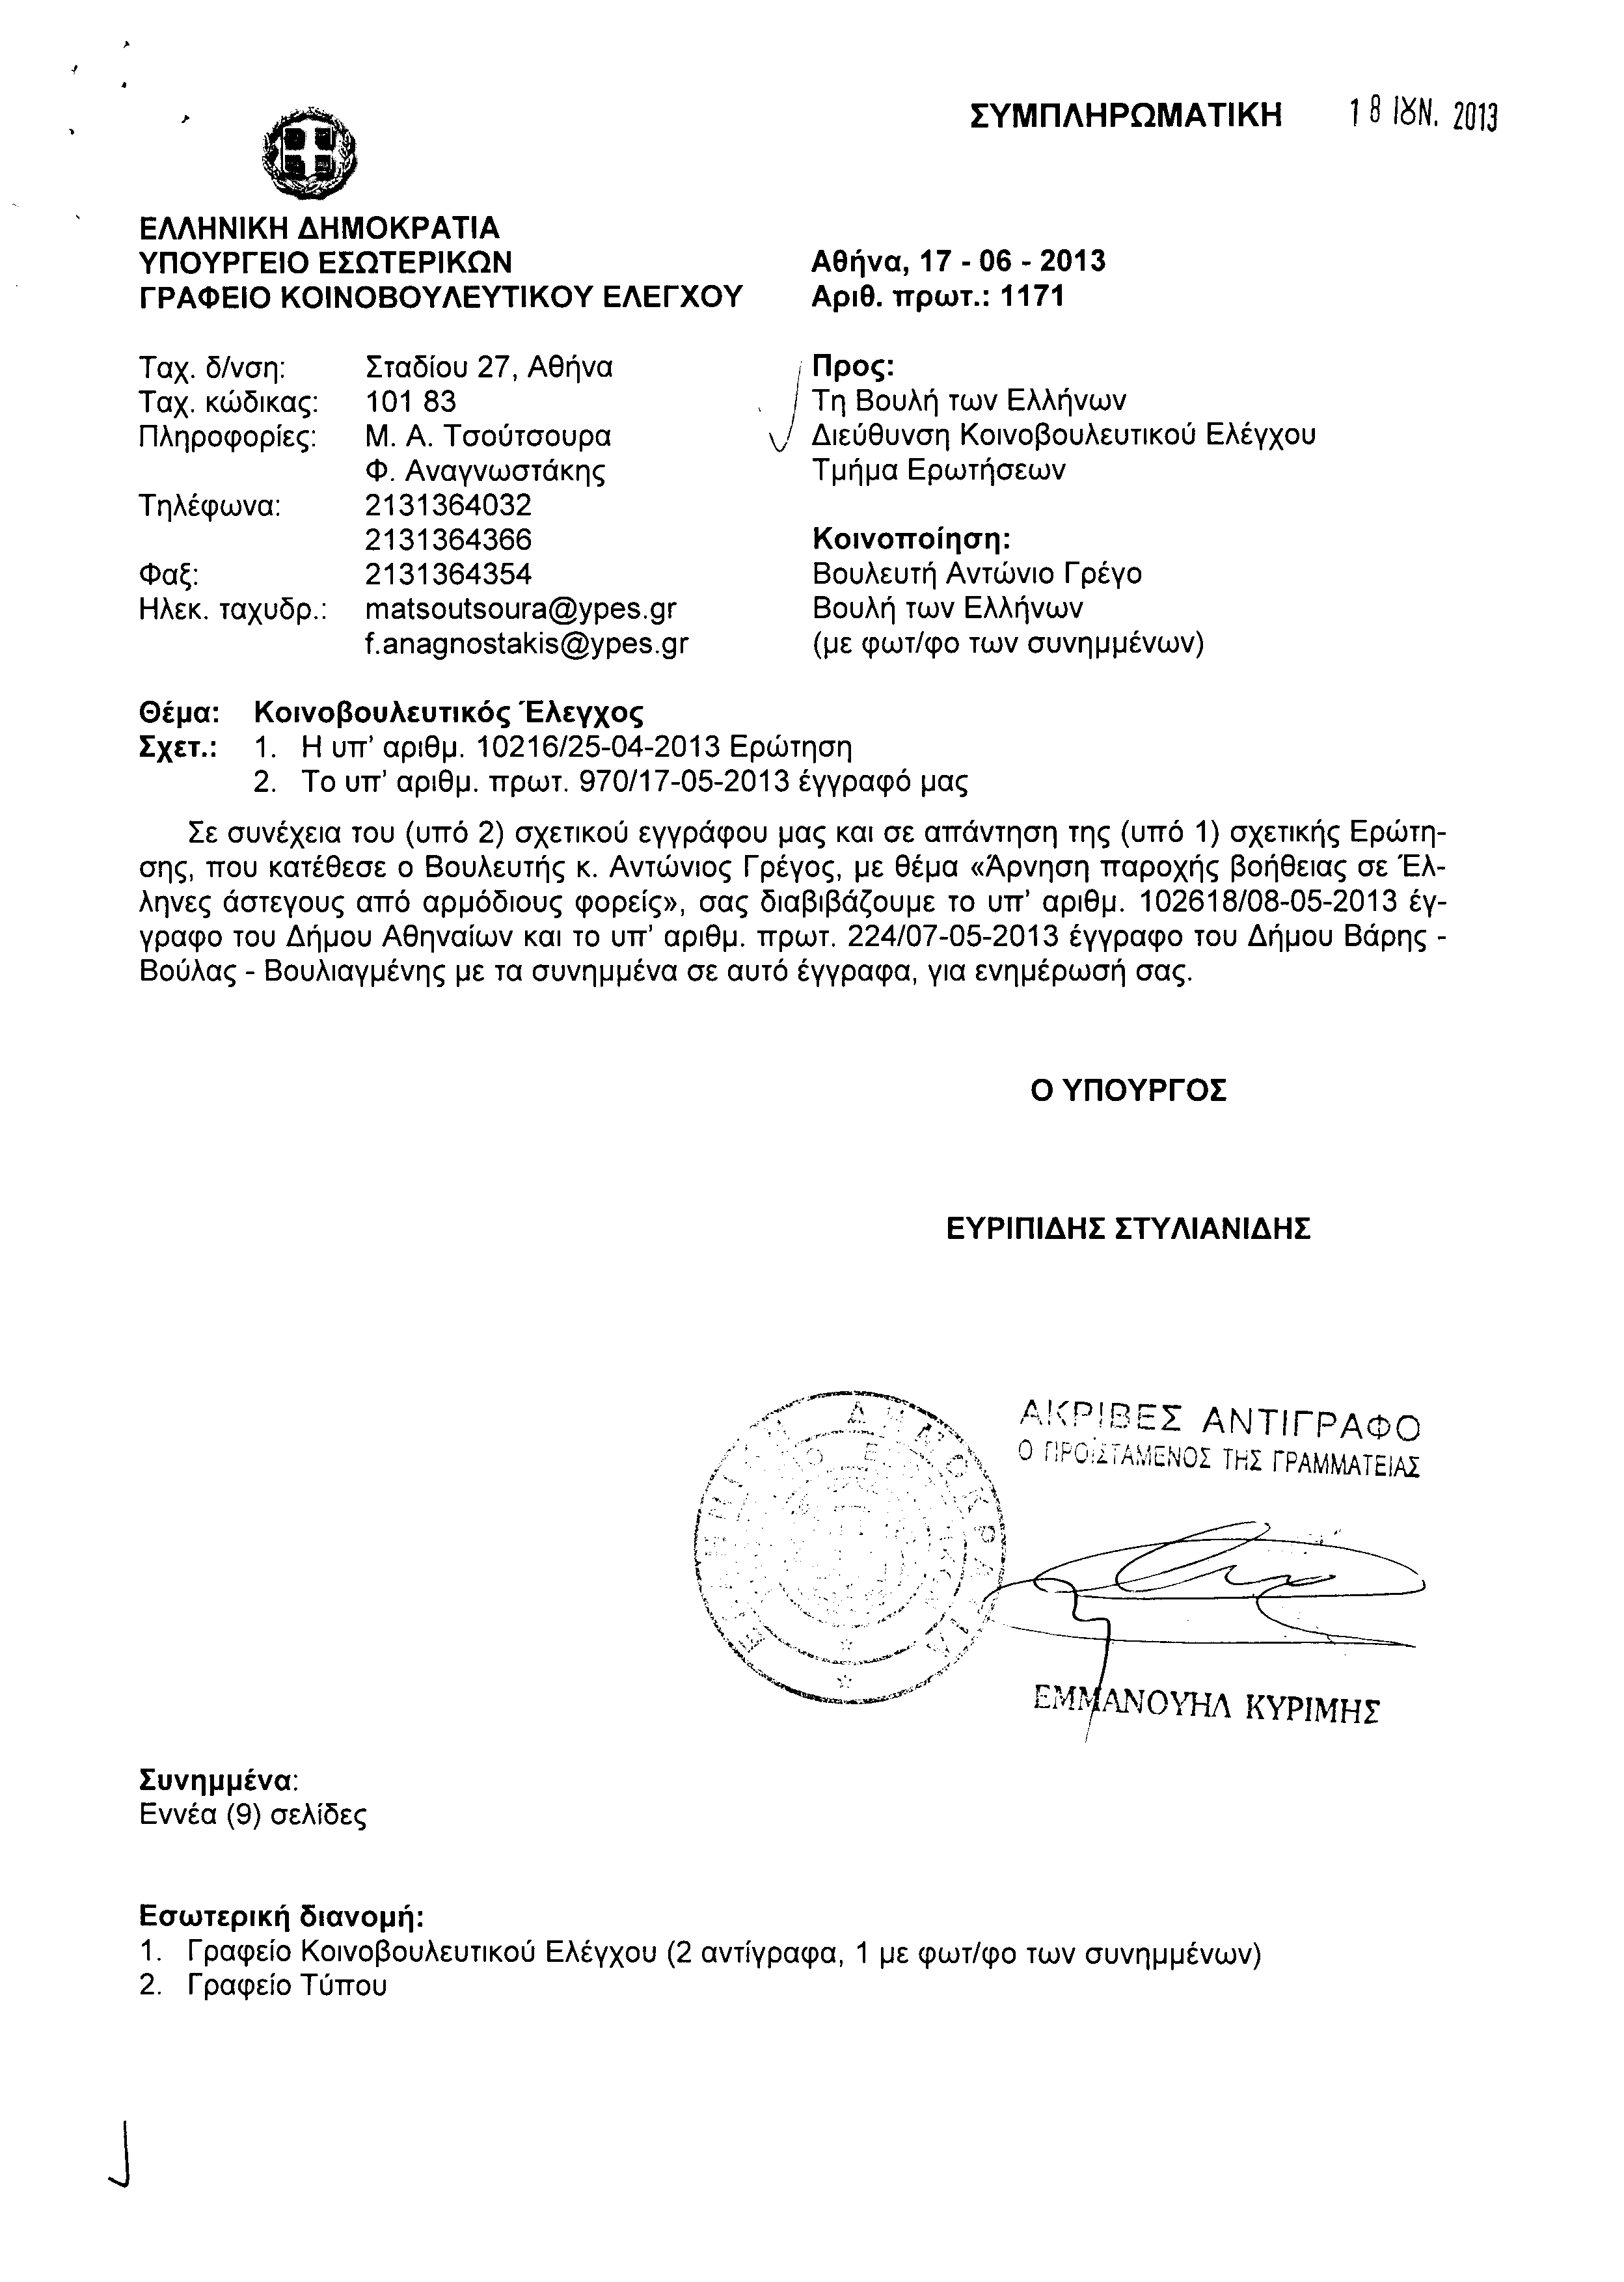 ΣΥΜΠΛΗΡΩΜΑΤΙΚΗ 18 ΙΟΥΝ. 2013
ΕΛΛΗΝΙΚΗ ΔΗΜΟΚΡΑΤΙΑ
ΥΠΟΥΡΓΕΙΟ ΕΣΩΤΕΡΙΚΩΝ
ΓΡΑΦΕΙΟ ΚΟΙΝΟΒΟΥΛΕΥΤΙΚΟΥ ΕΛΕΓΧΟΥ
Αθήνα, 17 - 06 - 2013
Αριθ. πρωτ.: 1171
Ταχ. δ/νση: Σταδίου 27, Αθήνα
Ταχ. κώδικας: 101 83
Πληροφορίες: Μ. Α. Τσούτσουρα
Φ. Αναγνωστάκης
Τηλέφωνα: 2131364032
2131364366
Φαξ: 2131364354
Ηλεκ. ταχυδρ.: matsoutsoura@ypes.gr
f.anagnostakis@ypes.gr
Προς:
Τη Βουλή των Ελλήνων
Διεύθυνση Κοινοβουλευτικού Ελέγχου
Τμήμα Ερωτήσεων
Κοινοποίηση:
Βουλευτή Αντώνιο Γρέγο
Βουλή των Ελλήνων
(με φωτ/φο των συνημμένων)
Θέμα: Κοινοβουλευτικός Έλεγχος
Σχετ.: 1. Η υπ' αριθμ. 10216/25-04-2013 Ερώτηση
2. Το υπ' αριθμ. πρωτ. 970/17-05-2013 έγγραφό μας
Σε συνέχεια του (υπό 2) σχετικού εγγράφου μας και σε απάντηση της (υπό 1) σχετικής Ερώτη-
σης, που κατέθεσε ο Βουλευτής κ. Αντώνιος Γρέγος, με θέμα «Άρνηση παροχής βοήθειας σε Έλ-
ληνες άστεγους από αρμόδιους φορείς», σας διαβιβάζουμε το υπ' αριθμ. 102618/08-05-2013 έγ-
γραφο του Δήμου Αθηναίων και το υπ' αριθμ. πρωτ. 224/07-05-2013 έγγραφο του Δήμου Βάρης -
Βούλας - Βουλιαγμένης με τα συνημμένα σε αυτό έγγραφα, για ενημέρωσή σας.
Ο ΥΠΟΥΡΓΟΣ
ΕΥΡΙΠΙΔΗΣ ΣΤΥΛΙΑΝΙΔΗΣ
ΕΛΛΗΝΙΚΗ ΔΗΜΟΚΡΑΤΙΑ
ΑΚΡΙΒΕΣ ΑΝΤΙΓΡΑΦΟ
Ο ΠΡΟΪΣΤΑΜΕΝΟΣ ΤΗΣ ΓΡΑΜΜΑΤΕΙΑΣ
ΕΜΜΑΝΟΥΗΛ ΚΥΡΙΜΗΣ
Συνημμένα:
Εννέα (9) σελίδες
Εσωτερική διανομή:
1. Γραφείο Κοινοβουλευτικού Ελέγχου (2 αντίγραφα, 1 με φωτ/φο των συνημμένων)
2. Γραφείο Τύπου